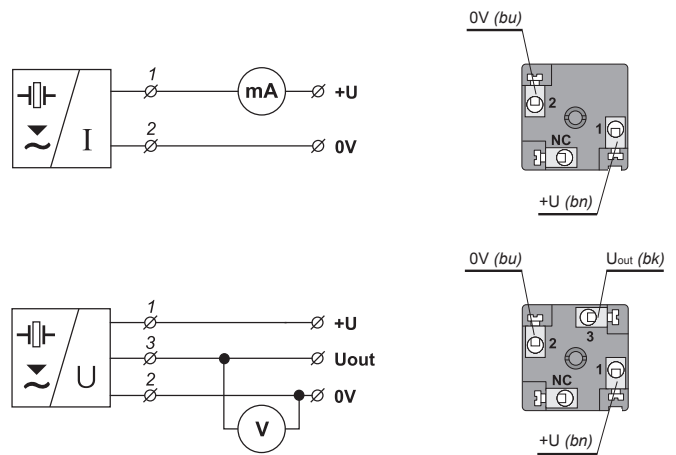 0V (bu)
1
mA
+U
2
I
0V
2
1
NC
+U (bn)
0V (bu)
Uout (bk)
1
+U
3
Uout
U
2
0V
V
3
2
1
NC
+U (bn)